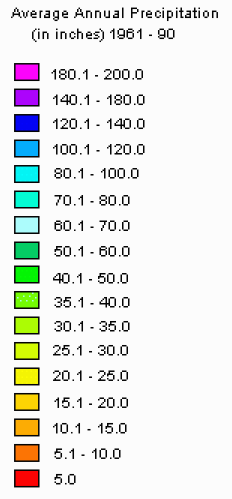 Average Annual Precipitation
(in inches) 1961 - 90
180.1 - 200.0
140.1 - 180.0
120.1 - 140.0
100.1 - 120.0
80.1 - 100.0
70.1 - 80.0
60.1 - 70.0
50.1 - 60.0
40.1 - 50.0
35.1 - 40.0
30.1 - 35.0
25.1 - 30.0
20.1 - 25.0
15.1 - 20.0
10.1 - 15.0
5.1 - 10.0
5.0